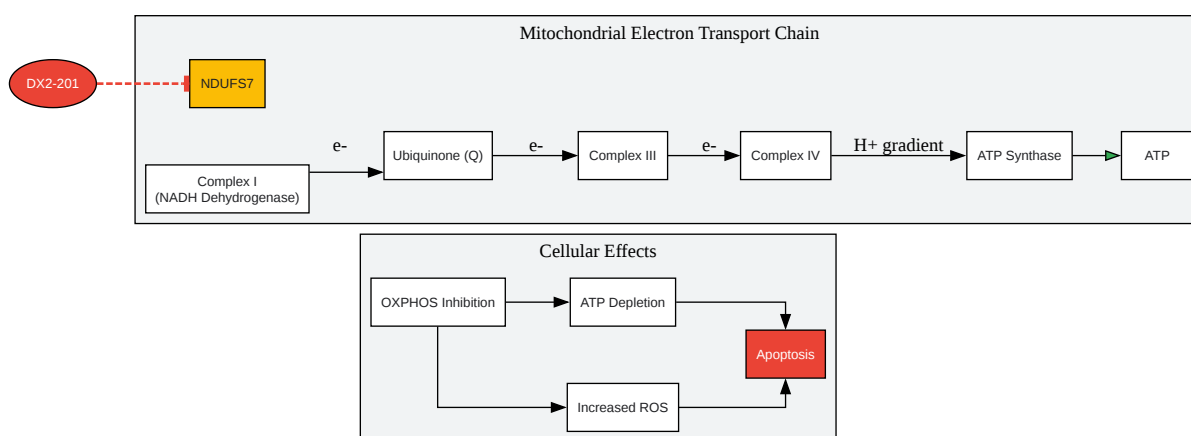 Mitochondrial Electron Transport Chain
DX2-201
NDUFS7
e-
e-
e-
H+ gradient
Complex I
(NADH Dehydrogenase)
Ubiquinone (Q)
Complex III
Complex IV
ATP Synthase
ATP
Cellular Effects
OXPHOS Inhibition
ATP Depletion
Apoptosis
Increased ROS